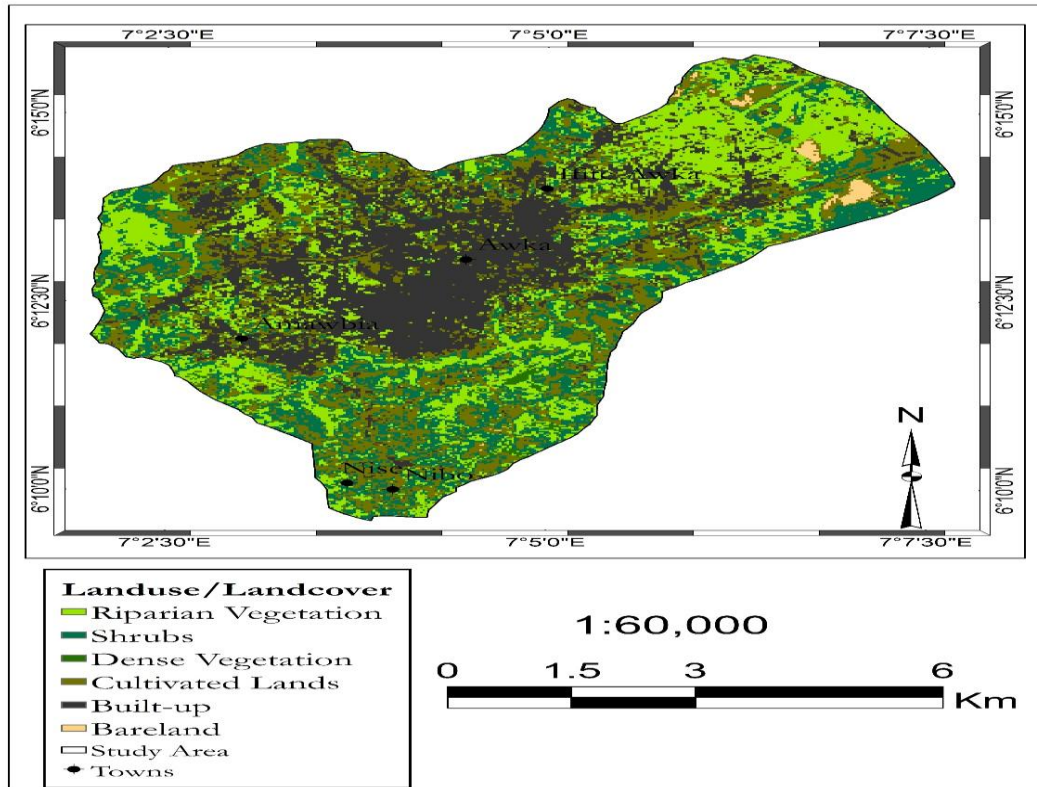 7°2'30"E 7°5'0"E 7°7'30"E
6°15'0"N 6°15'0"N
Awka
Awka
6°12'30"N 6°12'30"N
Amawbia
N
Nise
Nibo
6°10'0"N 6°10'0"N
7°2'30"E 7°5'0"E 7°7'30"E
Landuse/Landcover
Riparian Vegetation
Shrubs
Dense Vegetation
Cultivated Lands
Built-up
Bareland
Study Area
Towns
1:60,000
0 1.5 3 6
Km